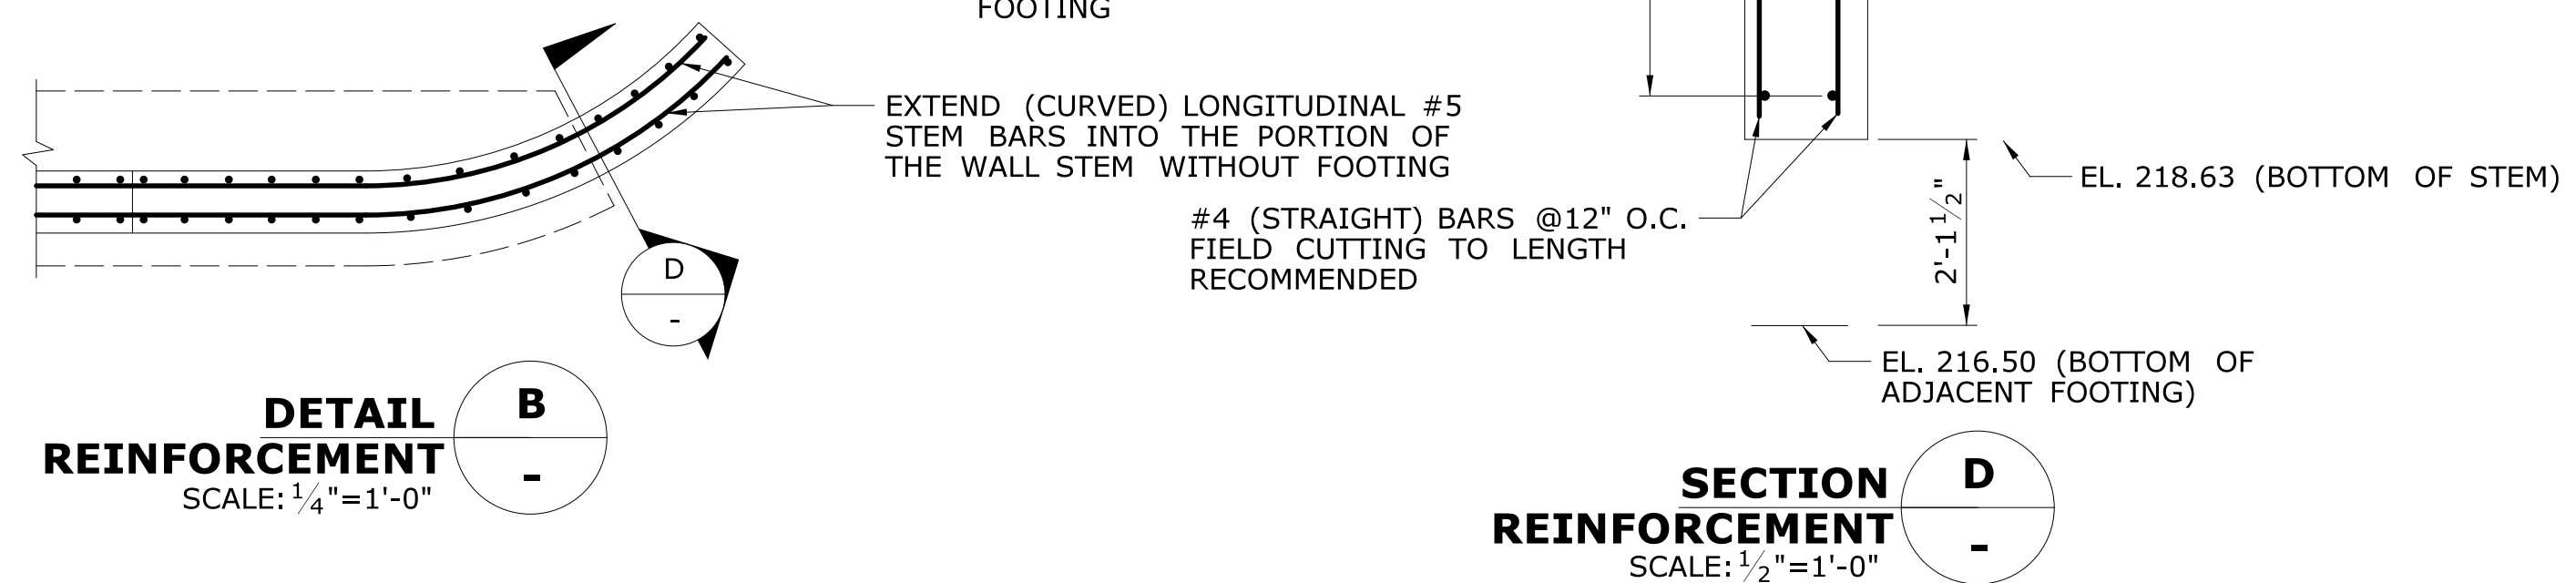 FOOTING
EXTEND (CURVED) LONGITUDINAL #5
STEM BARS INTO THE PORTION OF
THE WALL STEM WITHOUT FOOTING
D
-
DETAIL
REINFORCEMENT
SCALE: 1/4"=1'-0"
B
-
#4 (STRAIGHT) BARS @12" O.C.
FIELD CUTTING TO LENGTH
RECOMMENDED
2'-1 1/2"
EL. 218.63 (BOTTOM OF STEM)
EL. 216.50 (BOTTOM OF
ADJACENT FOOTING)
SECTION
REINFORCEMENT
SCALE: 1/2"=1'-0"
D
-